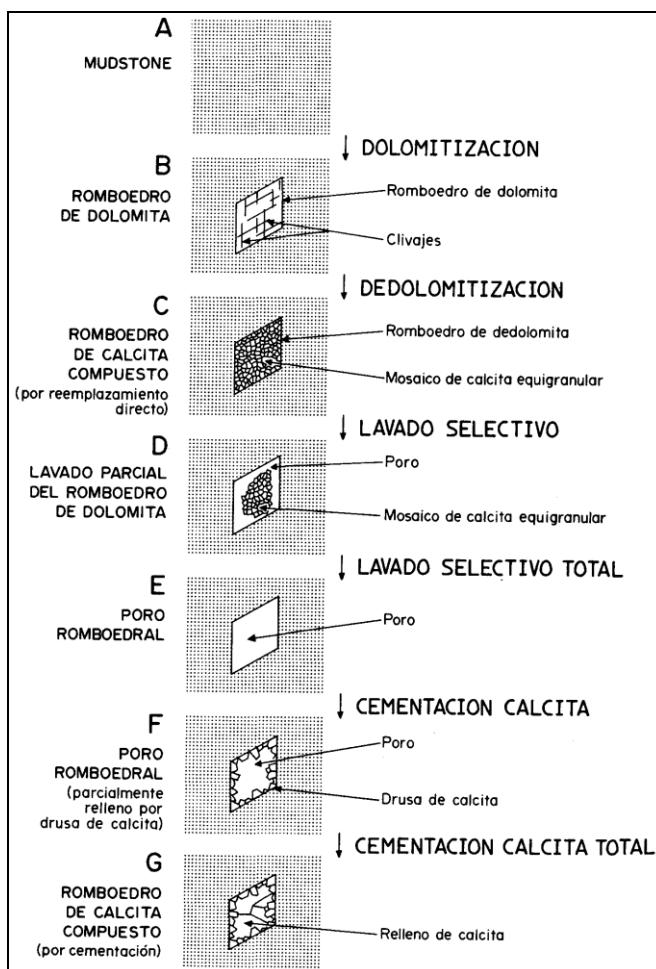 A
MUDSTONE
DOLOMITIZACION
B
ROMBOEDRO
DE DOLOMITA
Romboedro de dolomita
Clivajes
DEDOLOMITIZACION
C
ROMBOEDRO
DE CALCITA
COMPUESTO
(por reemplazamiento
directo)
Romboedro de dedolomita
Mosaico de calcita equigranular
LAVADO SELECTIVO
D
LAVADO PARCIAL
DEL ROMBOEDRO
DE DOLOMITA
Poro
Mosaico de calcita equigranular
LAVADO SELECTIVO TOTAL
E
PORO
ROMBOEDRAL
Poro
CEMENTACION CALCITA
F
PORO
ROMBOEDRAL
(parcialmente
relleno por
drusa de calcita)
Poro
Drusa de calcita
CEMENTACION CALCITA TOTAL
G
ROMBOEDRO
DE CALCITA
COMPUESTO
(por cementación)
Relleno de calcita